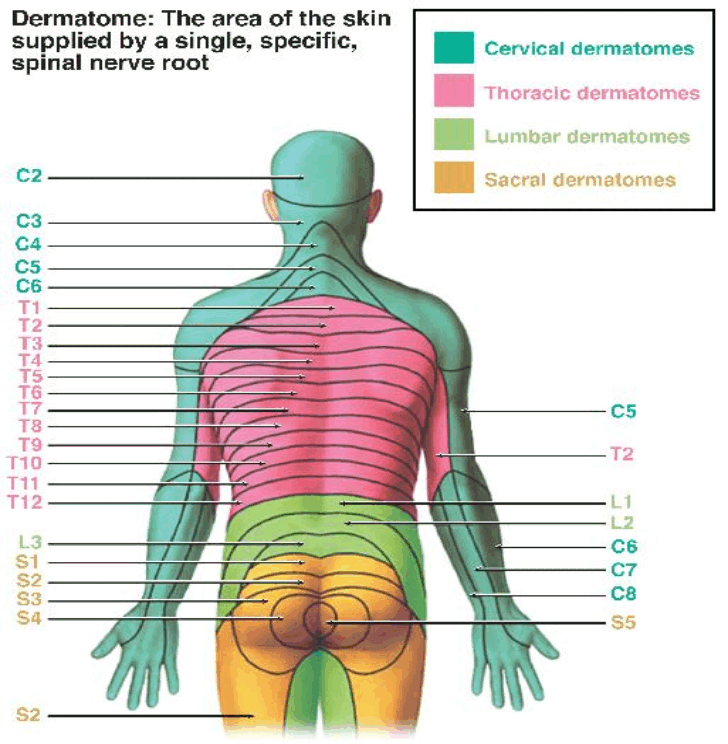 Dermatome: The area of the skin
supplied by a single, specific,
spinal nerve root
Cervical dermatomes
Thoracic dermatomes
Lumbar dermatomes
Sacral dermatomes
C2
C3
C4
C5
C6
T1
T2
T3
T4
T5
T6
T7
T8
T9
T10
T11
T12
L3
S1
S2
S3
S4
S2
C5
T2
L1
L2
C6
C7
C8
S5